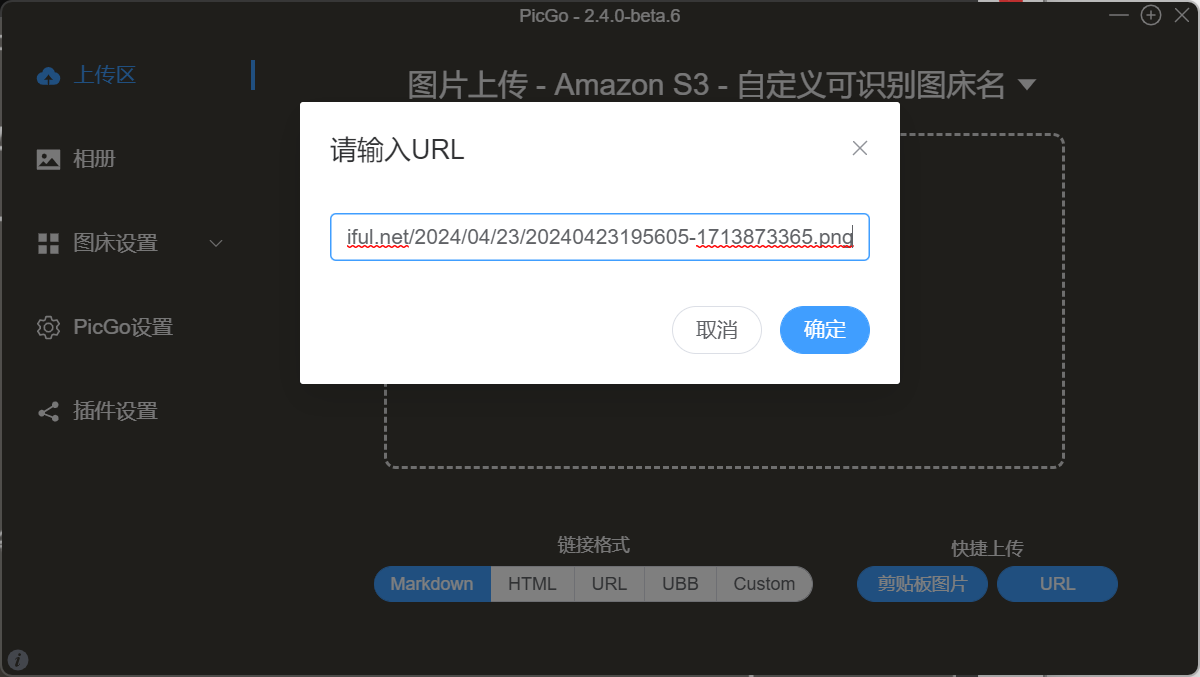 PicGo - 2.4.0-beta.6
上传区
图片上传 - Amazon S3 - 自定义可识别图床名
请输入URL
相册
iful.net/2024/04/23/20240423195605-1713873365.png
图床设置
取消
确定
PicGo设置
插件设置
链接格式
快捷上传
Markdown
HTML
URL
UBB
Custom
剪贴板图片
URL